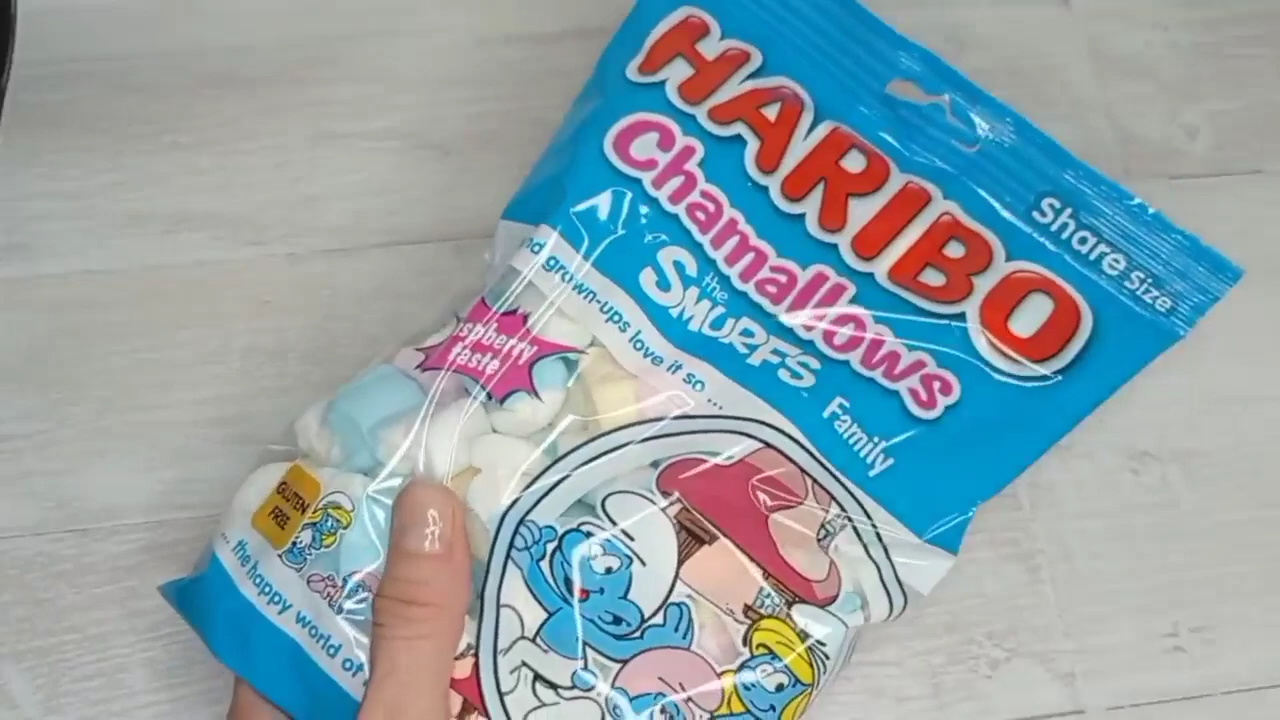 HARIBO
Chamallows
Share size
the
SMURFS
Family
grown-ups love it so ...
taste
GLUTEN
FREE
... the happy world of